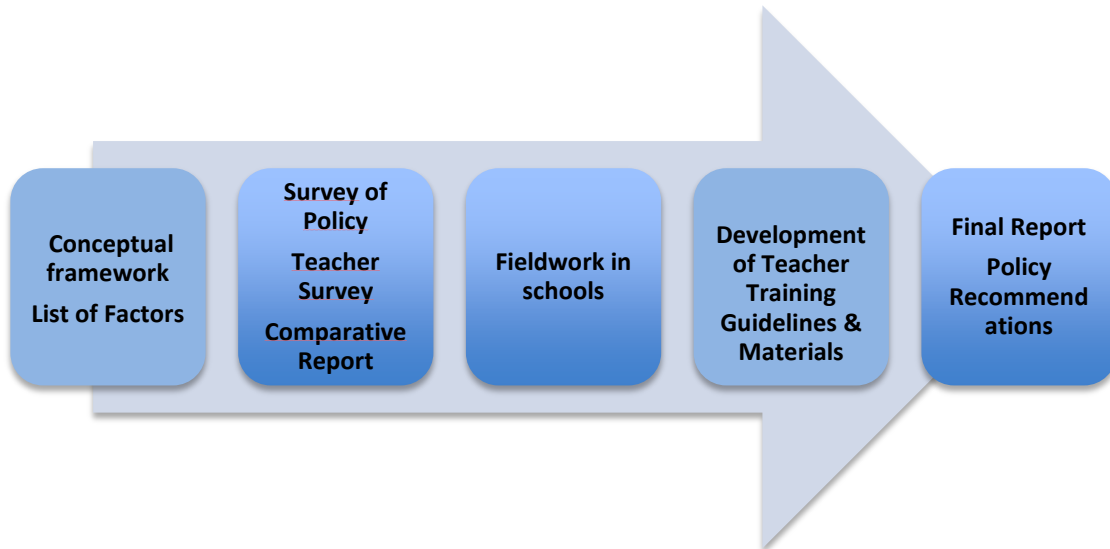 Conceptual
framework
List of Factors
Survey of
Policy
Teacher
Survey
Comparative
Report
Fieldwork in
schools
Development
of Teacher
Training
Guidelines &
Materials
Final Report
Policy
Recommend
ations